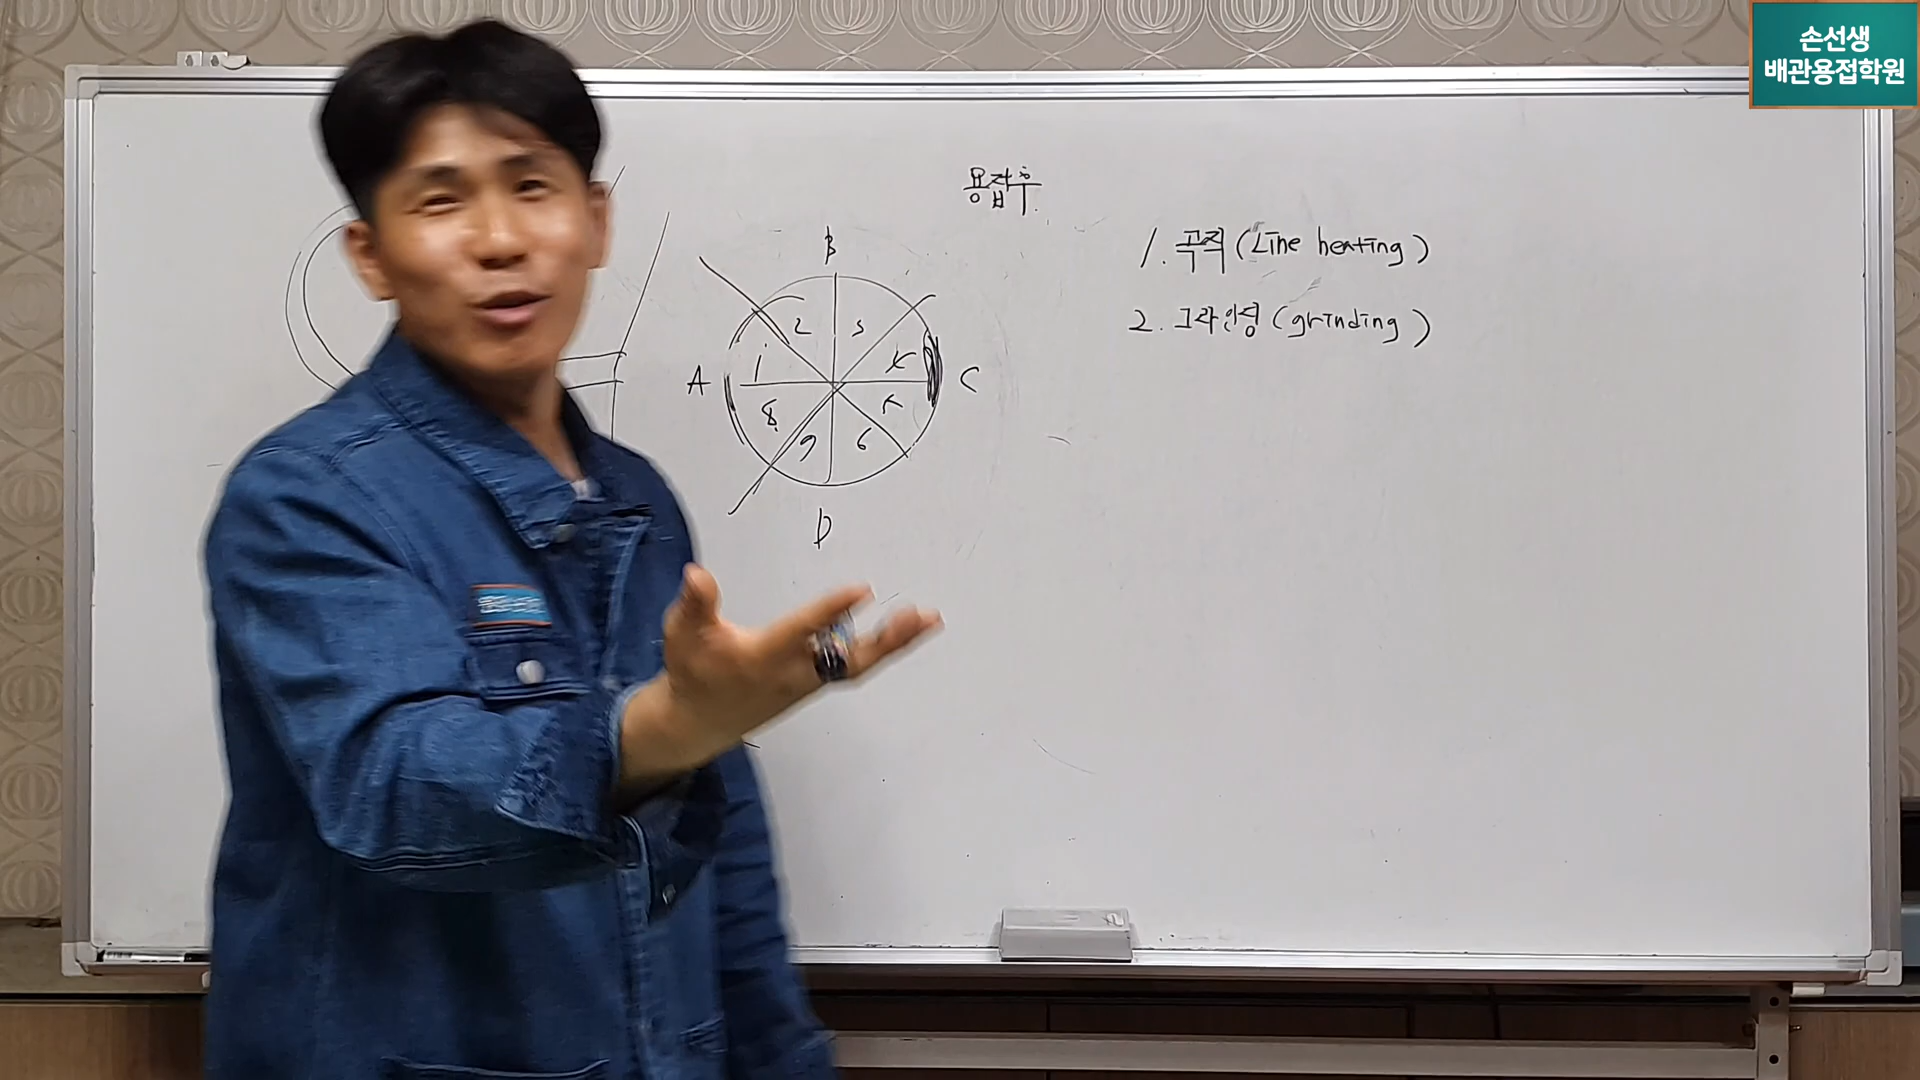 손선생
배관용접학원
용접후
1. 곡직 (Line heating)
2. 그라인딩 (grinding)
B
2 3
1
A C
8
6
D